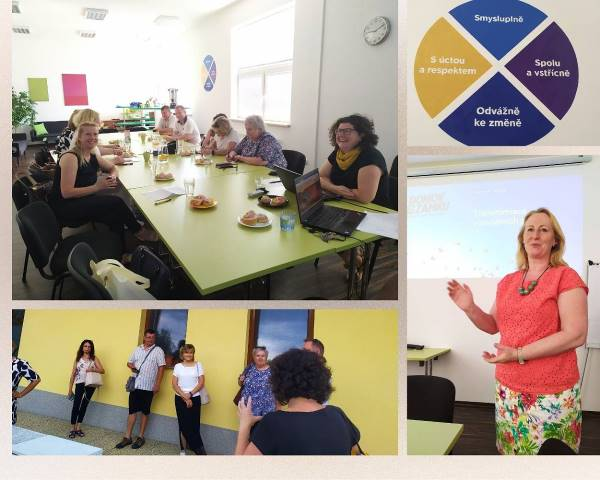 Smysluplně
S úctou
a respektem
Spolu
a vstřícně
Odvážně
ke změně